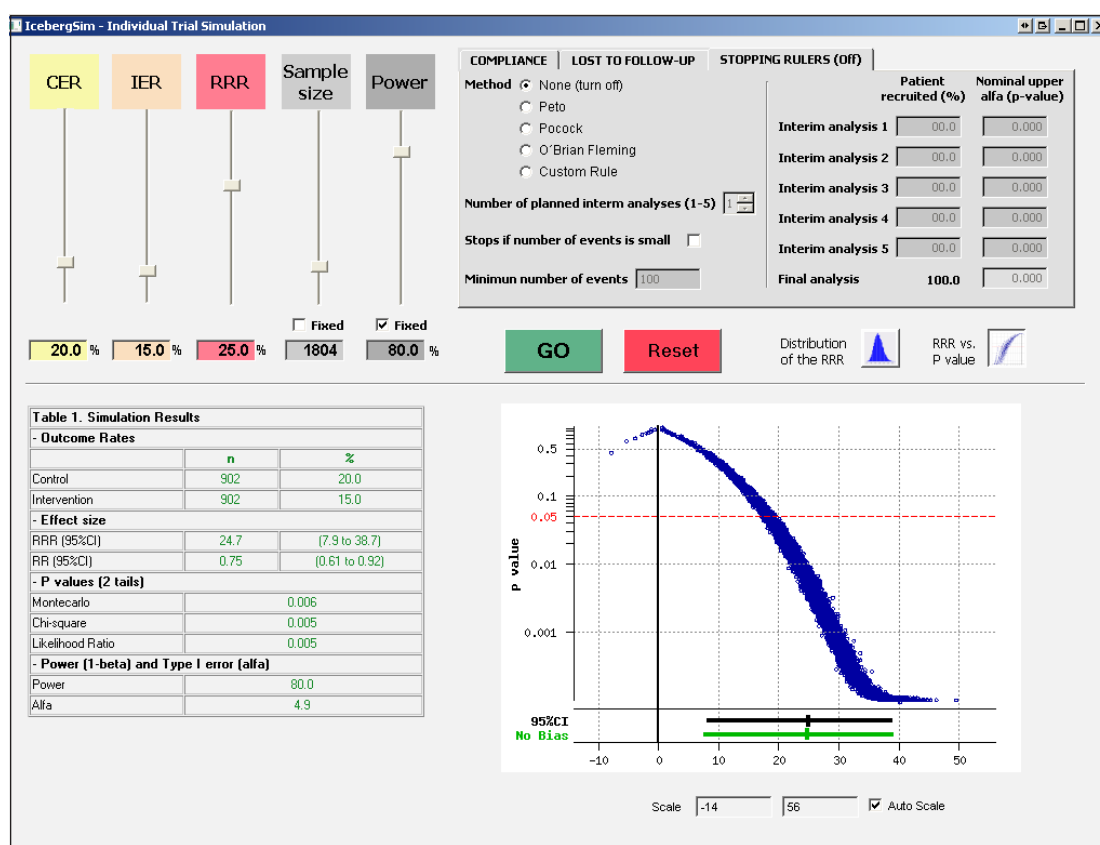 IcebergSim - Individual Trial Simulation
CER
IER
RRR
Sample size
Power
Fixed
Fixed
20.0 %
15.0 %
25.0 %
1804
80.0 %
COMPLIANCE
LOST TO FOLLOW-UP
STOPPING RULERS (Off)
Method
None (turn off)
Peto
Pocock
O´Brian Fleming
Custom Rule
Number of planned interm analyses (1-5) 1
Stops if number of events is small
Minimun number of events 100
Patient recruited (%)
Nominal upper alfa (p-value)
Interim analysis 1 00.0 0.000
Interim analysis 2 00.0 0.000
Interim analysis 3 00.0 0.000
Interim analysis 4 00.0 0.000
Interim analysis 5 00.0 0.000
Final analysis 100.0 0.000
GO
Reset
Distribution of the RRR
RRR vs. P value
Table 1. Simulation Results
- Outcome Rates
n %
Control 902 20.0
Intervention 902 15.0
- Effect size
RRR (95%CI) 24.7 (7.9 to 38.7)
RR (95%CI) 0.75 (0.61 to 0.92)
- P values (2 tails)
Montecarlo 0.006
Chi-square 0.005
Likelihood Ratio 0.005
- Power (1-beta) and Type I error (alfa)
Power 80.0
Alfa 4.9
P value
0.5
0.1
0.05
0.01
0.001
95%CI
No Bias
-10 0 10 20 30 40 50
Scale -14 56 Auto Scale